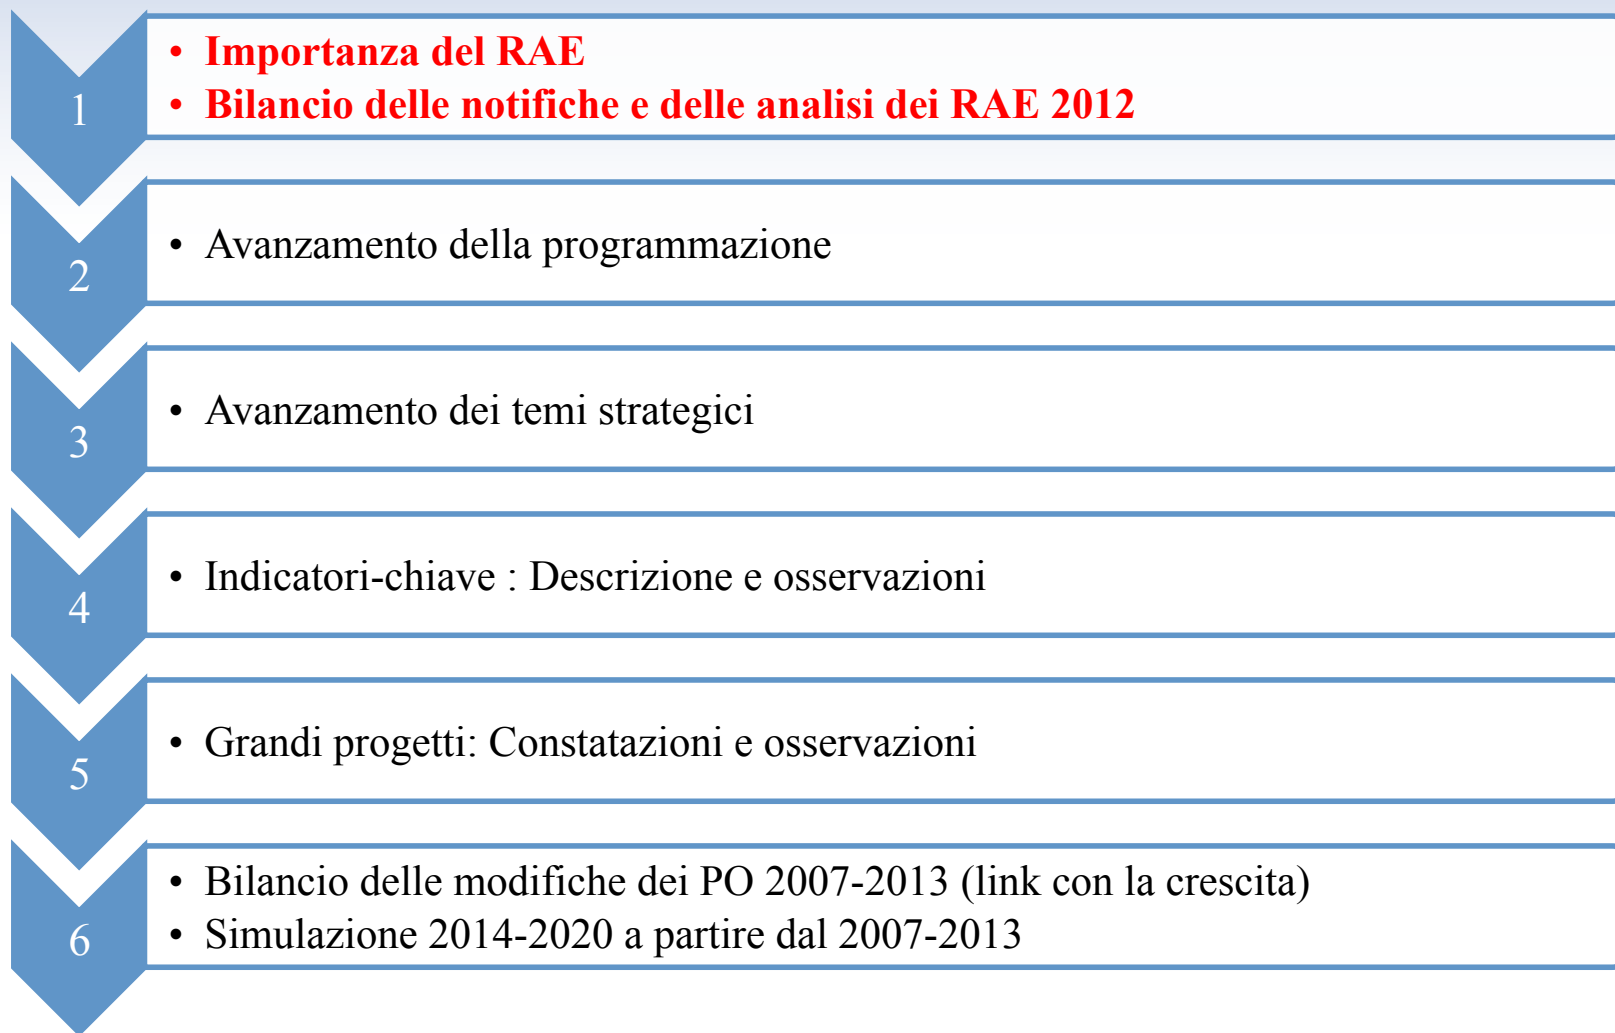 1
• Importanza del RAE
• Bilancio delle notifiche e delle analisi dei RAE 2012
2
• Avanzamento della programmazione
3
• Avanzamento dei temi strategici
4
• Indicatori-chiave : Descrizione e osservazioni
5
• Grandi progetti: Constatazioni e osservazioni
6
• Bilancio delle modifiche dei PO 2007-2013 (link con la crescita)
• Simulazione 2014-2020 a partire dal 2007-2013